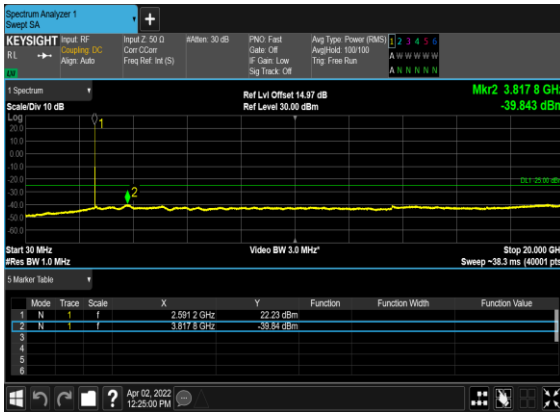 Spectrum Analyzer 1
Swept SA
+
KEYSIGHT Input: RF Input Z: 50 Ω #Atten: 30 dB PNO: Fast Avg Type: Power (RMS) 1 2 3 4 5 6
RL Coupling: DC Corr CCorr Gate: Off Avg|Hold: 100/100 A W W W W W
Align: Auto Freq Ref: Int (S) IF Gain: Low Trig: Free Run
LXI Sig Track: Off A N N N N N
1 Spectrum Ref Lvl Offset 14.97 dB Mkr2 3.817 8 GHz
Scale/Div 10 dB Ref Level 30.00 dBm -39.843 dBm
Log
1
20.0
10.0
0.00
-10.0
-20.0
DL1 -25.00 dBm
-30.0
2
-40.0
-50.0
-60.0
Start 30 MHz Video BW 3.0 MHz* Stop 20.000 GHz
#Res BW 1.0 MHz Sweep ~38.3 ms (40001 pts)
5 Marker Table
Mode Trace Scale X Y Function Function Width Function Value
1 N 1 f 2.591 2 GHz 22.23 dBm
2 N 1 f 3.817 8 GHz -39.84 dBm
3
4
5
6
? Apr 02, 2022
12:25:00 PM